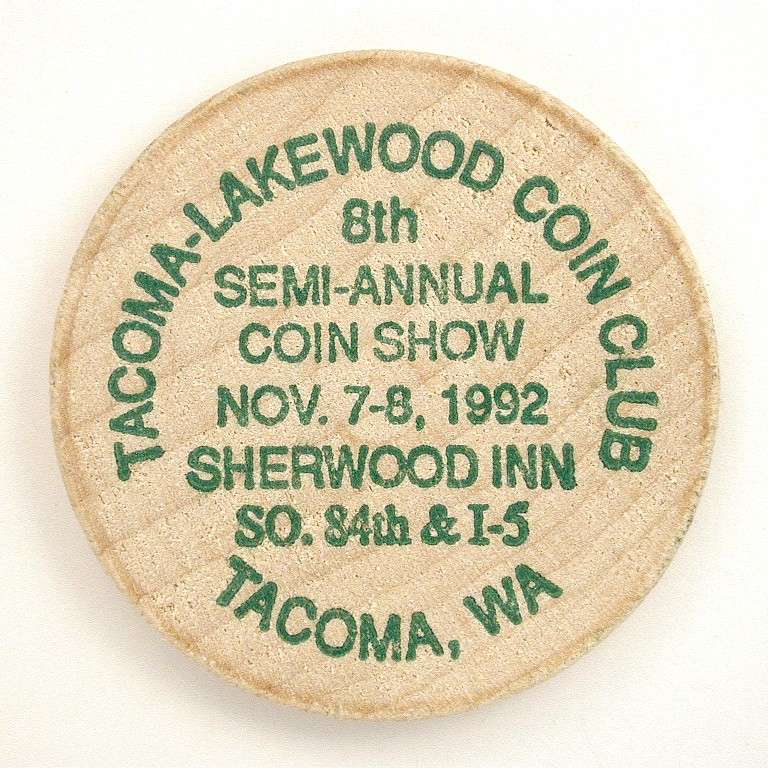 TACOMA-LAKEWOOD COIN CLUB
8th
SEMI-ANNUAL
COIN SHOW
NOV. 7-8, 1992
SHERWOOD INN
SO. 84th & I-5
TACOMA, WA